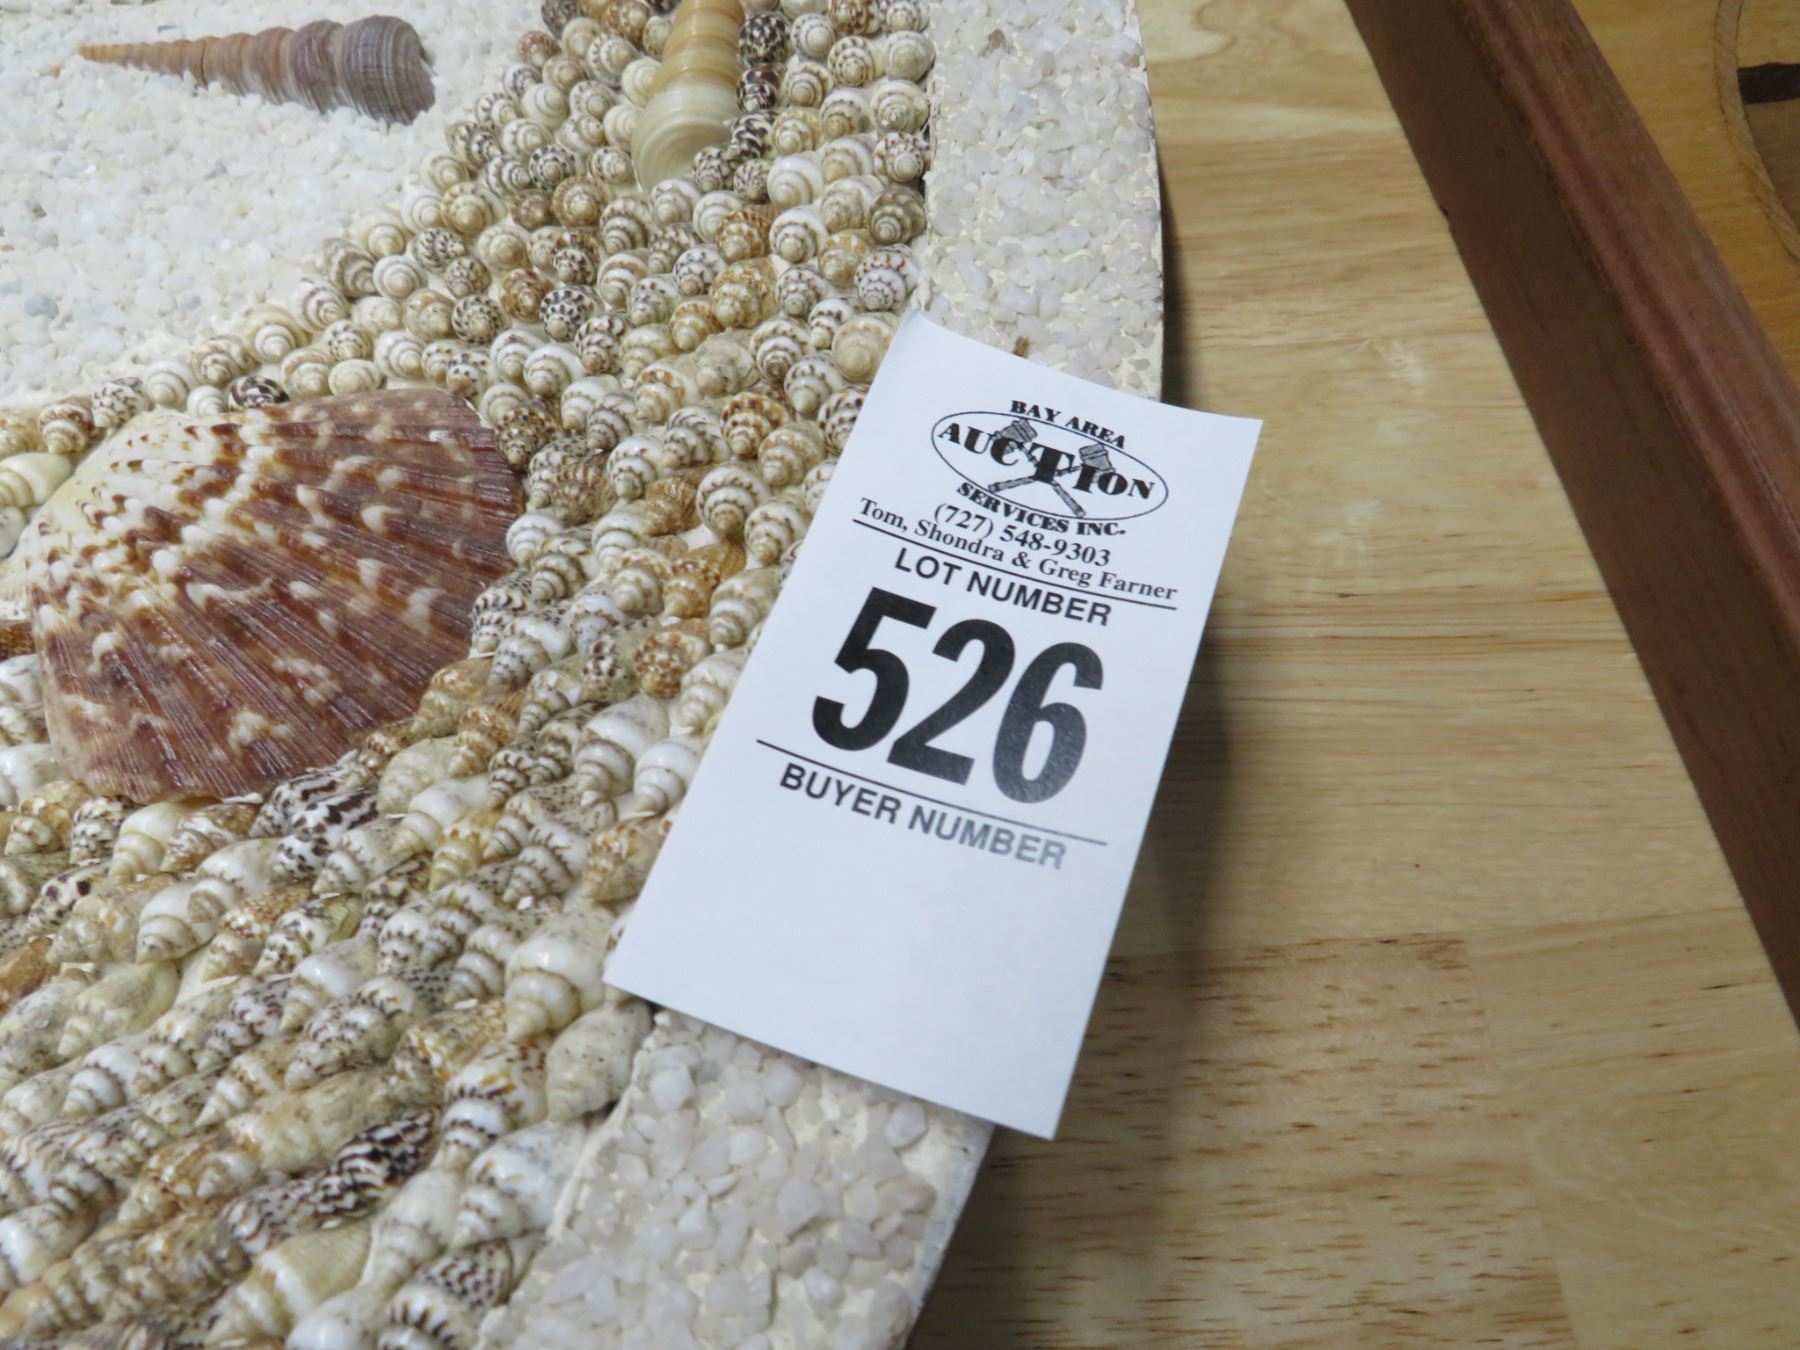 BAY AREA
AUCTION
SERVICES INC.
(727) 548-9303
Tom, Shondra & Greg Farner
LOT NUMBER
526
BUYER NUMBER